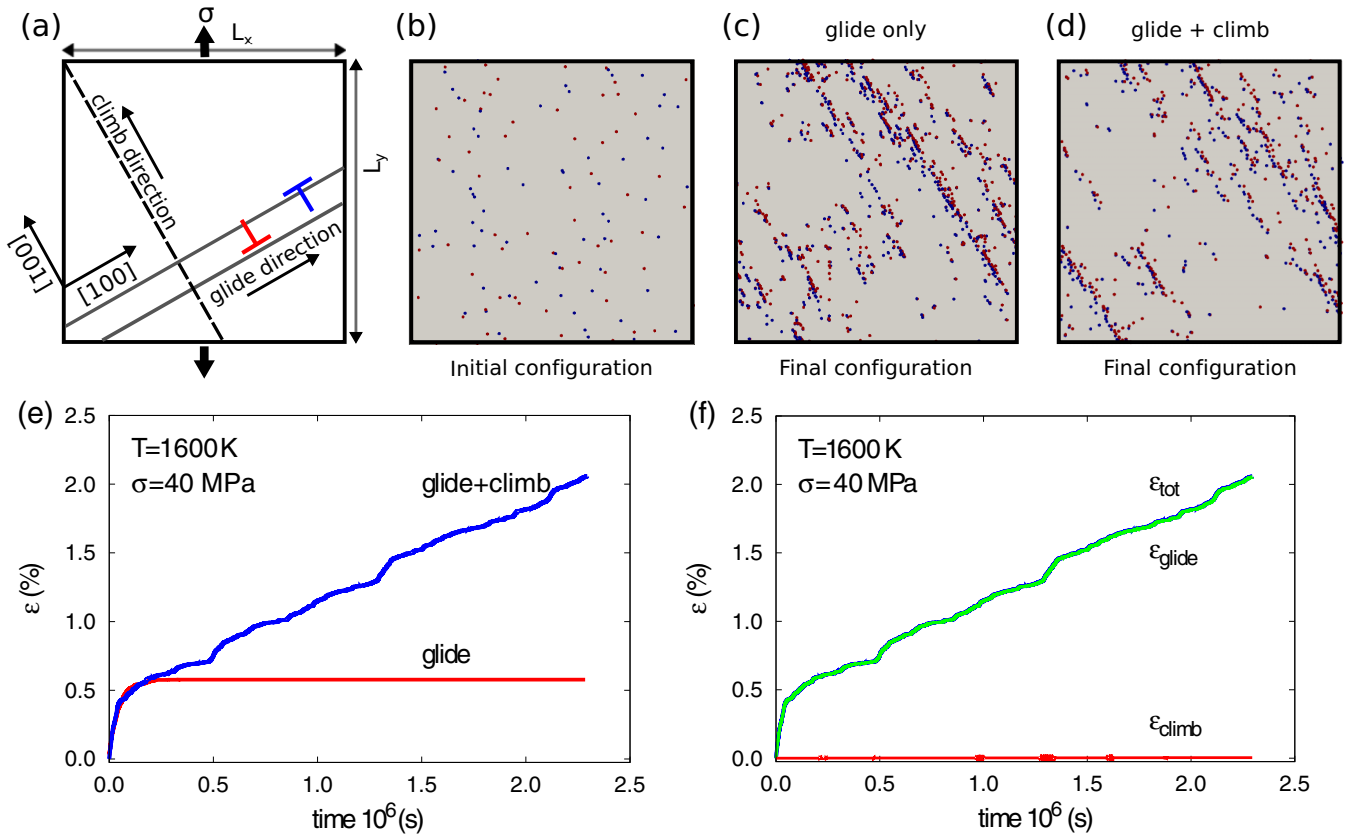 (a)
σ
Lx
Ly
climb direction
glide direction
[001]
[100]
(b)
Initial configuration
(c)
glide only
Final configuration
(d)
glide + climb
Final configuration
(e)
2.5
2.0
1.5
1.0
0.5
0.0
ε (%)
T=1600K
σ=40 MPa
glide+climb
glide
0.0 0.5 1.0 1.5 2.0 2.5
time 10⁶ (s)
(f)
2.5
2.0
1.5
1.0
0.5
0.0
ε (%)
T=1600K
σ=40 MPa
εtot
εglide
εclimb
0.0 0.5 1.0 1.5 2.0 2.5
time 10⁶ (s)